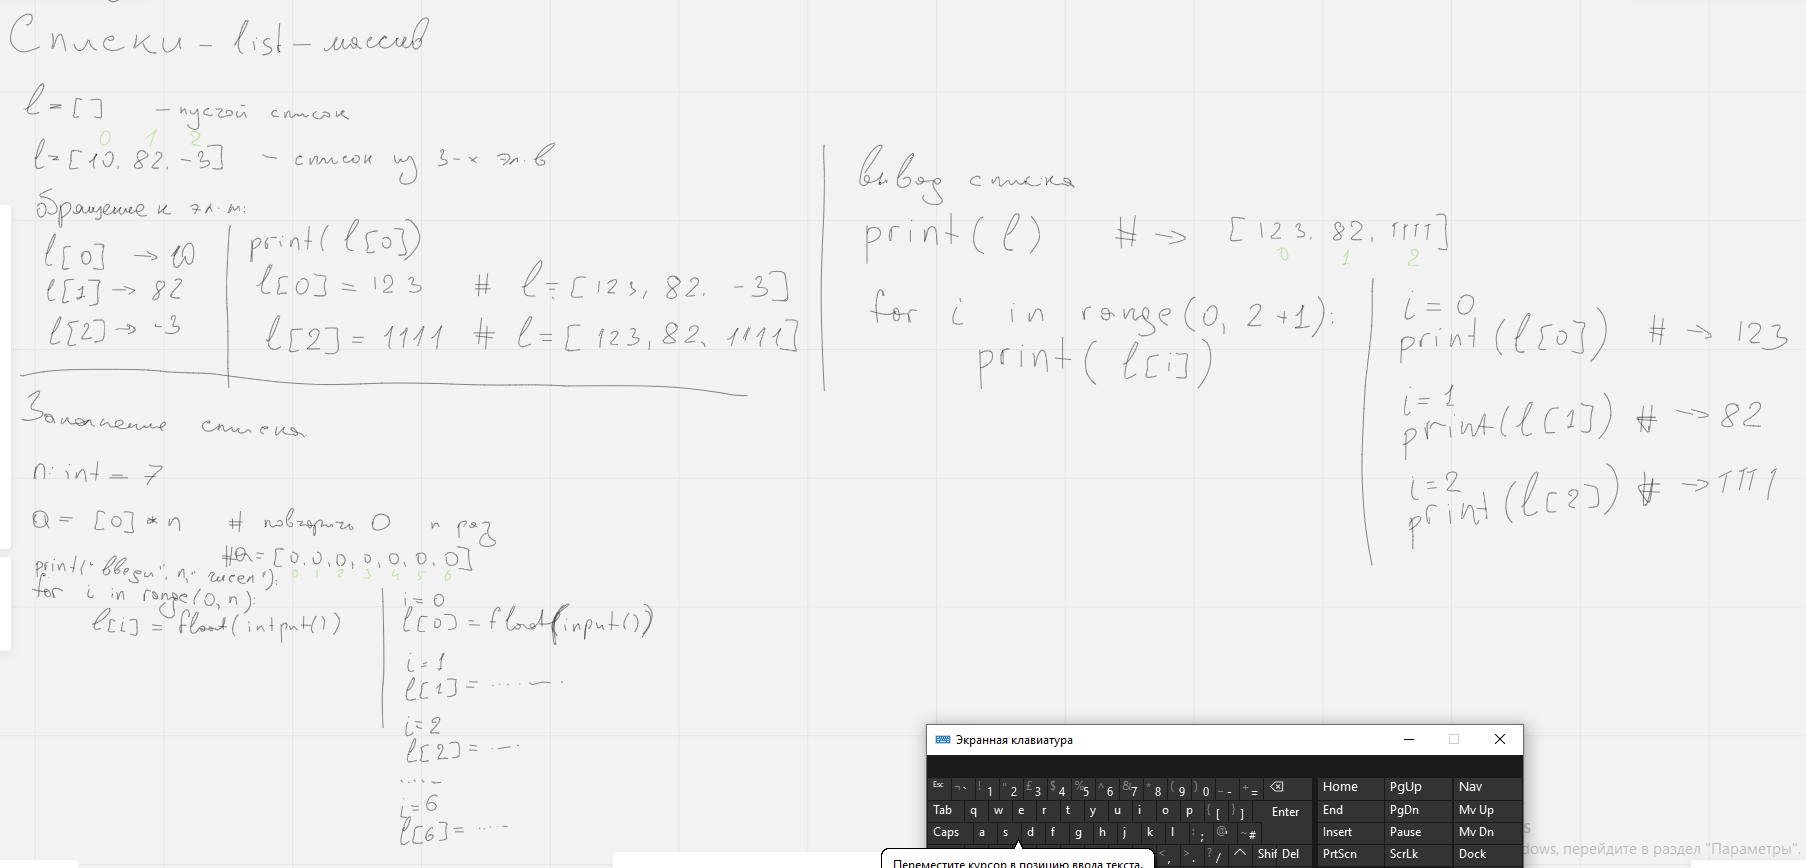 Списки - list - массив
l = [ ] - пустой список
0 1 2
l = [10, 82, -3] - список из 3-х эл.в
обращение к эл.т:
l[0] → 10
l[1] → 82
l[2] → -3
print( l[0])
l[0] = 123 # l = [123, 82. -3]
l[2] = 1111 # l = [123, 82, 1111]
вывод списка
print( l ) # → [123, 82, 1111]
0 1 2
for i in range(0, 2+1):
print( l[i])
i = 0
print (l[0]) # → 123
i = 1
print(l[1]) # → 82
i = 2
print(l[2]) # → 1111
Заполнение списка
n: int = 7
a = [0] * n # повторить 0 n раз
#a = [0,0,0,0,0,0,0]
0 1 2 3 4 5 6
print("введи", n, "чисел"):
for i in range(0, n):
l[i] = float(intput())
i = 0
l[0] = float(input())
i = 1
l[1] = ........
i = 2
l[2] = ....
.....
i = 6
l[6] = .....
Экранная клавиатура
Esc ¬ ` ! 1 " 2 £ 3 $ 4 % 5 ^ 6 & 7 * 8 ( 9 ) 0 _ - + = Home PgUp Nav
Tab q w e r t y u i o p { [ } ] Enter End PgDn Mv Up
Caps a s d f g h j k l : ; @ ' ~ # Insert Pause Mv Dn
< , > . ? / ^ Shif Del PrtScn ScrLk Dock
Переместите курсор в позицию ввода текста.
dows, перейдите в раздел "Параметры".